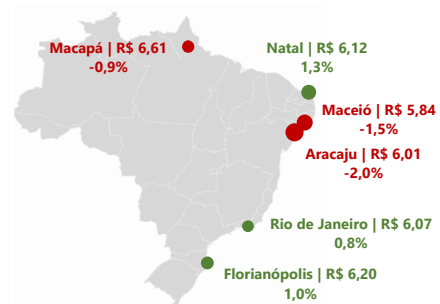 Macapá | R$ 6,61
-0,9%
Natal | R$ 6,12
1,3%
Maceió | R$ 5,84
-1,5%
Aracaju | R$ 6,01
-2,0%
Rio de Janeiro | R$ 6,07
0,8%
Florianópolis | R$ 6,20
1,0%